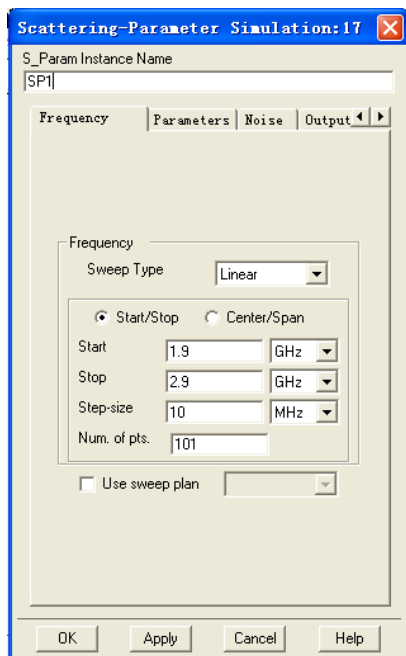 Scattering-Parameter Simulation:17
S_Param Instance Name
SP1
Frequency Parameters Noise Output
Frequency
Sweep Type Linear
Start/Stop Center/Span
Start 1.9 GHz
Stop 2.9 GHz
Step-size 10 MHz
Num. of pts. 101
Use sweep plan
OK Apply Cancel Help